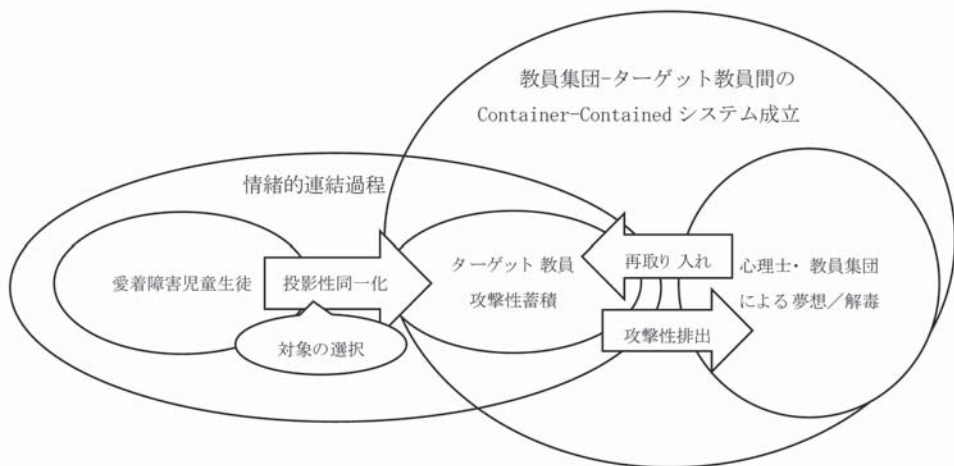 教員集団-ターゲット教員間の
Container-Contained システム成立
情緒的連結過程
愛着障害児童生徒
投影性同一化
対象の選択
ターゲット教員
攻撃性蓄積
再取り入れ
攻撃性排出
心理士・教員集団
による夢想／解毒